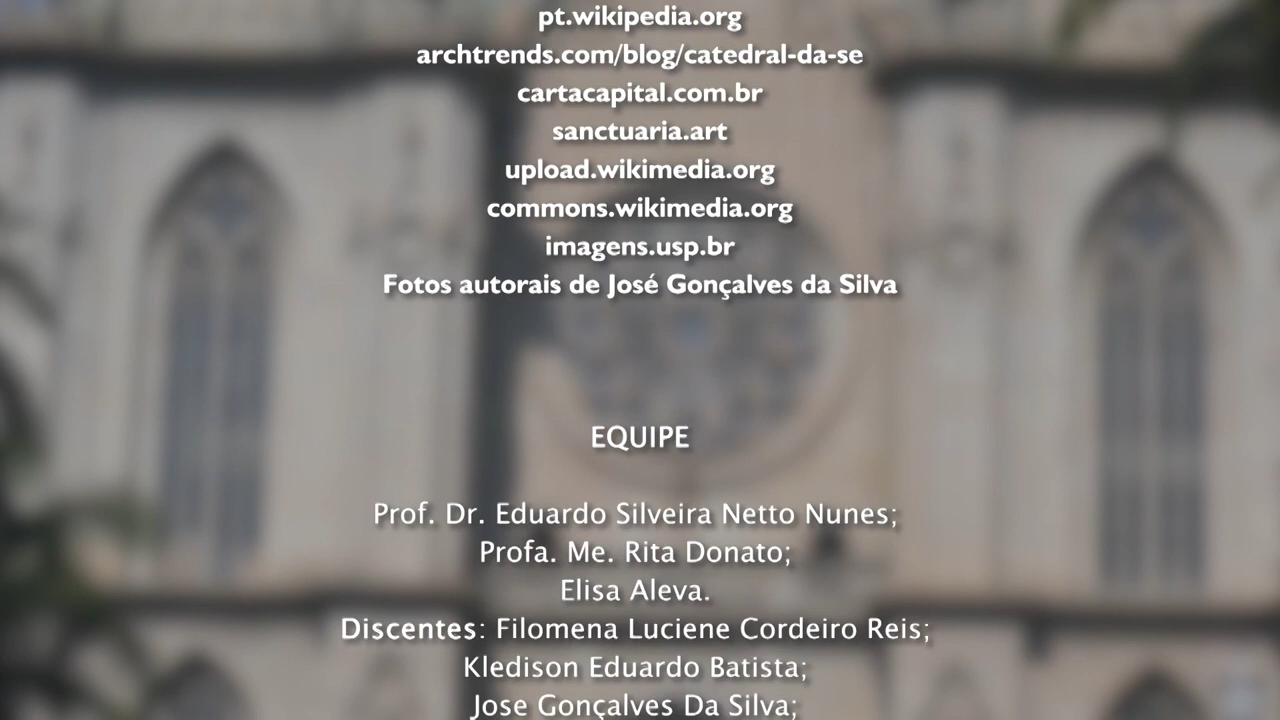 pt.wikipedia.org
archtrends.com/blog/catedral-da-se
cartacapital.com.br
sanctuaria.art
upload.wikimedia.org
commons.wikimedia.org
imagens.usp.br
Fotos autorais de José Gonçalves da Silva
EQUIPE
Prof. Dr. Eduardo Silveira Netto Nunes;
Profa. Me. Rita Donato;
Elisa Aleva.
Discentes: Filomena Luciene Cordeiro Reis;
Kledison Eduardo Batista;
Jose Gonçalves Da Silva;